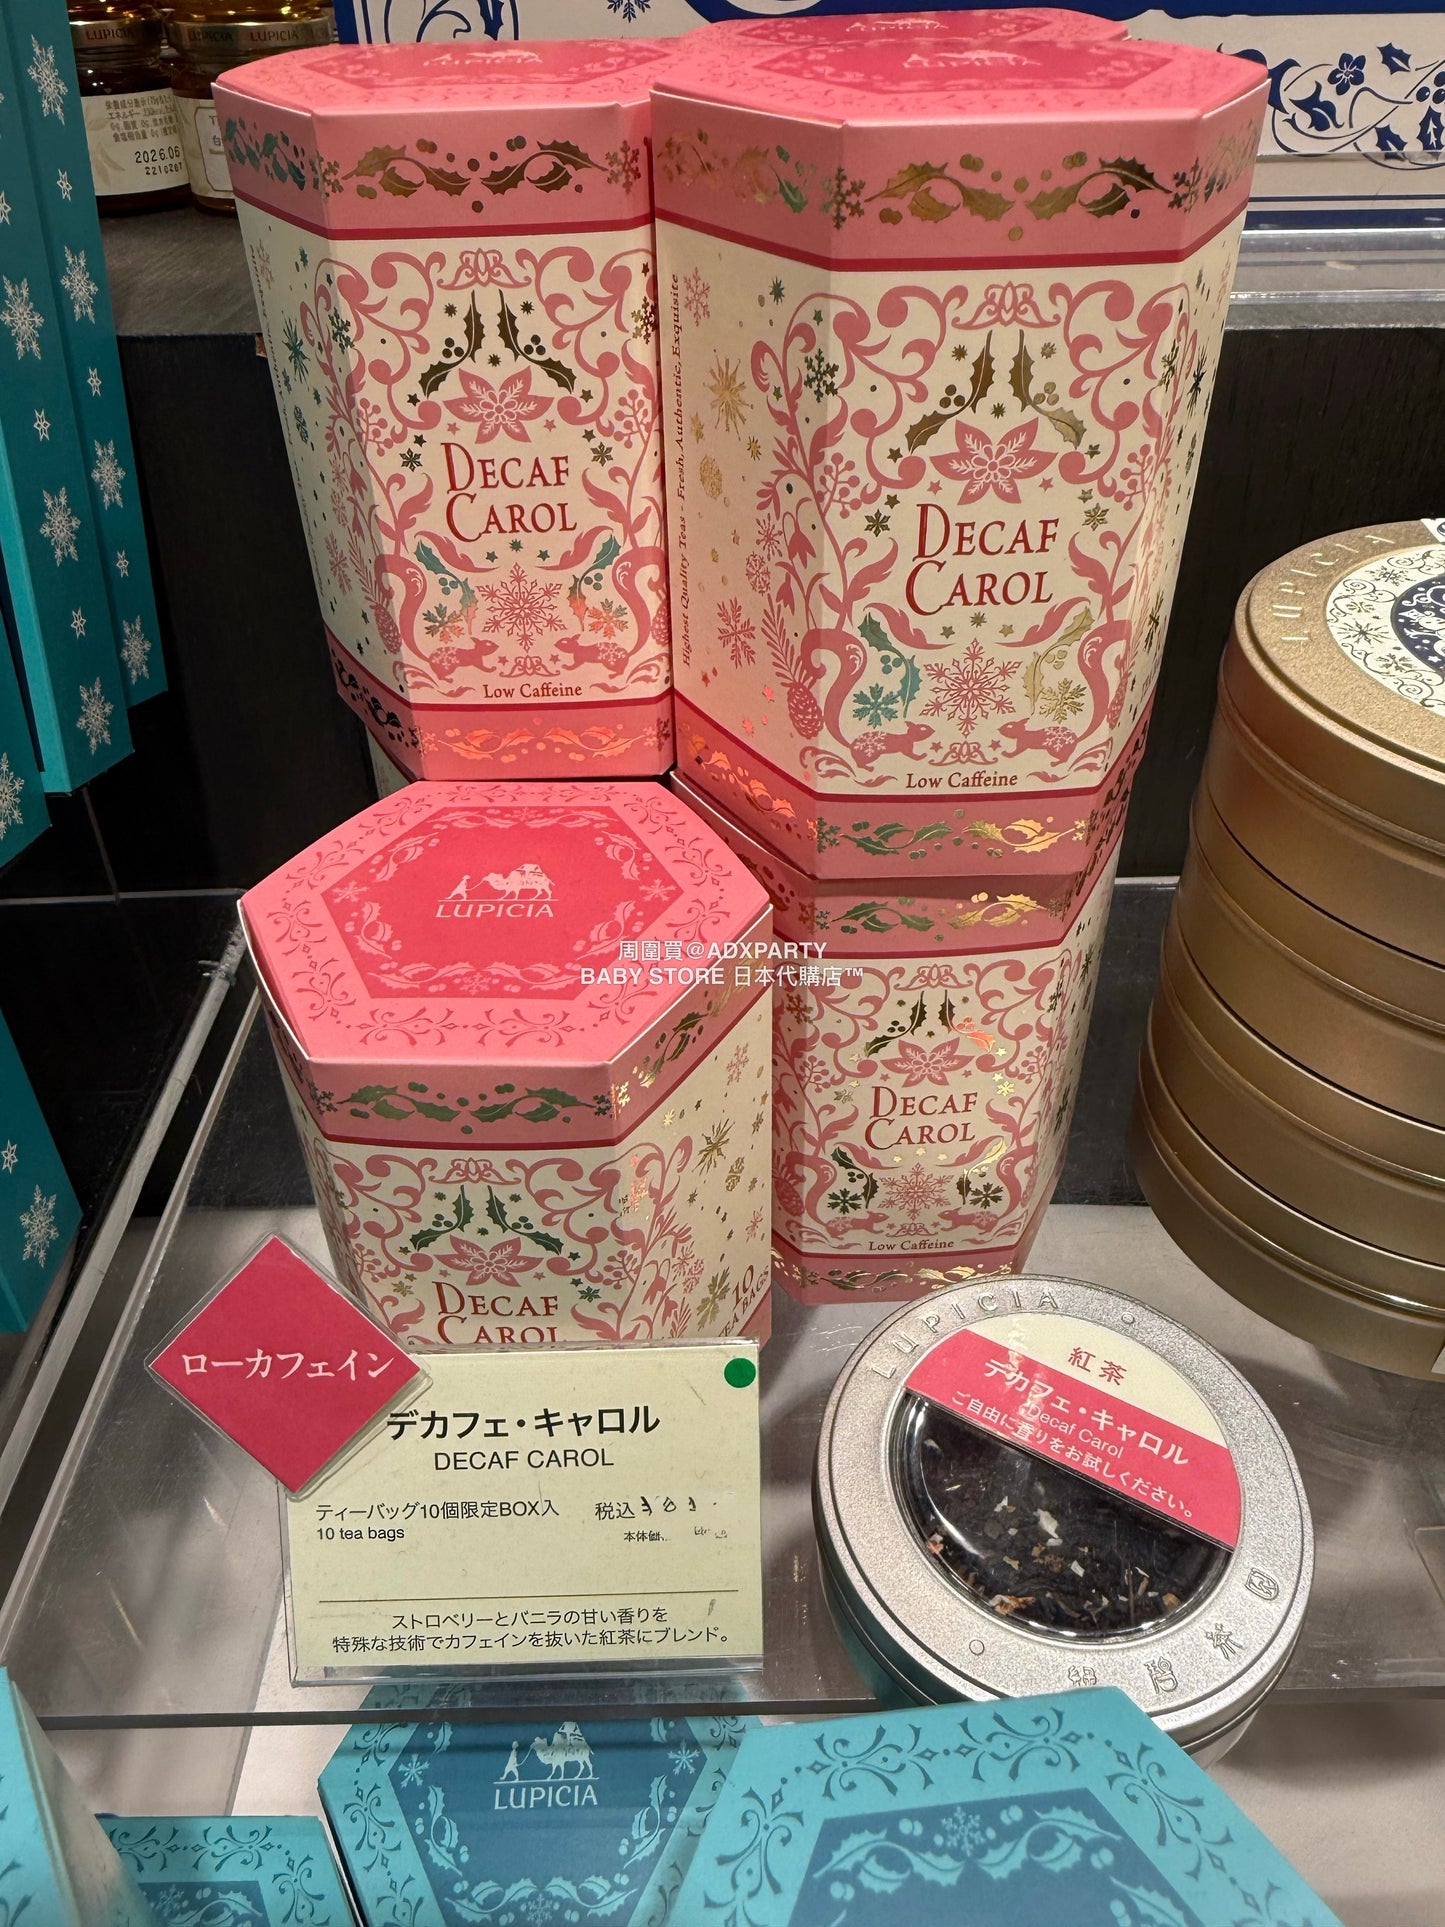 LUPICIA
LUPICIA LUPICIA
2026.06
LUPICIA
LUPICIA
DECAF
CAROL
Low Caffeine
Highest Quality Teas - Fresh, Authentic, Exquisite
DECAF
CAROL
Low Caffeine
LUPICIA
LUPICIA
周圍買@ADXPARTY
BABY STORE 日本代購店™
DECAF
CAROL
Low Caffeine
DECAF
CAROL
10
TEA BAGS
ローカフェイン
デカフェ・キャロル
DECAF CAROL
ティーバッグ10個限定BOX入 税込
10 tea bags
ストロベリーとバニラの甘い香りを
特殊な技術でカフェインを抜いた紅茶にブレンド。
LUPICIA
紅茶
デカフェ・キャロル
Decaf Carol
ご自由に香りをお試しください。
LUPICIA